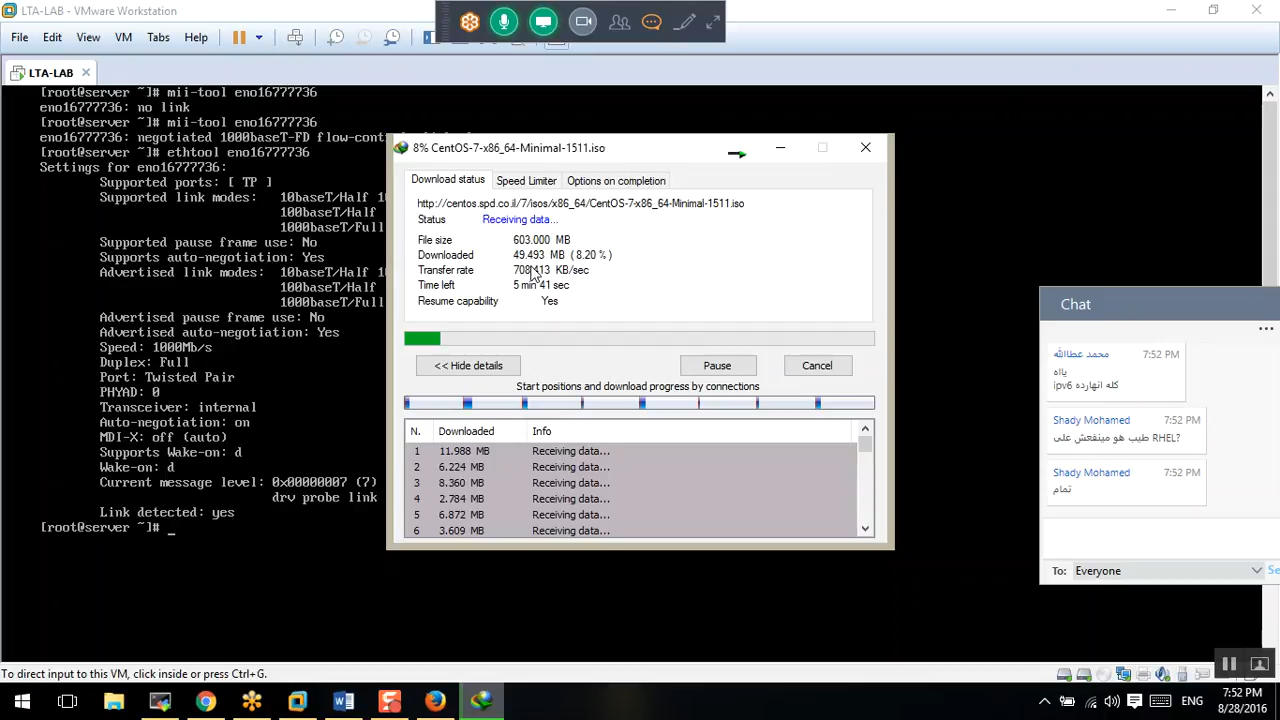 LTA-LAB - VMware Workstation
File Edit View VM Tabs Help
LTA-LAB
[root@server ~]# mii-tool eno16777736
eno16777736: no link
[root@server ~]# mii-tool eno16777736
eno16777736: negotiated 1000baseT-FD flow-cont
[root@server ~]# ethtool eno16777736
Settings for eno16777736:
Supported ports: [ TP ]
Supported link modes: 10baseT/Half 1
100baseT/Half
1000baseT/Full
Supported pause frame use: No
Supports auto-negotiation: Yes
Advertised link modes: 10baseT/Half 1
100baseT/Half
1000baseT/Full
Advertised pause frame use: No
Advertised auto-negotiation: Yes
Speed: 1000Mb/s
Duplex: Full
Port: Twisted Pair
PHYAD: 0
Transceiver: internal
Auto-negotiation: on
MDI-X: off (auto)
Supports Wake-on: d
Wake-on: d
Current message level: 0x00000007 (7)
drv probe link
Link detected: yes
[root@server ~]# _
8% CentOS-7-x86_64-Minimal-1511.iso
Download status Speed Limiter Options on completion
http://centos.spd.co.il/7/isos/x86_64/CentOS-7-x86_64-Minimal-1511.iso
Status Receiving data...
File size 603.000 MB
Downloaded 49.493 MB ( 8.20 % )
Transfer rate 708.413 KB/sec
Time left 5 min 41 sec
Resume capability Yes
<< Hide details Pause Cancel
Start positions and download progress by connections
N. Downloaded Info
1 11.988 MB Receiving data...
2 6.224 MB Receiving data...
3 8.360 MB Receiving data...
4 2.784 MB Receiving data...
5 6.872 MB Receiving data...
6 3.609 MB Receiving data...
Chat
محمد عطاالله 7:52 PM
يااه
كله انهارده ipv6
Shady Mohamed 7:52 PM
طيب هو مينفعش على RHEL?
Shady Mohamed 7:52 PM
تمام
To: Everyone
Se
To direct input to this VM, click inside or press Ctrl+G.
ENG
7:52 PM
8/28/2016